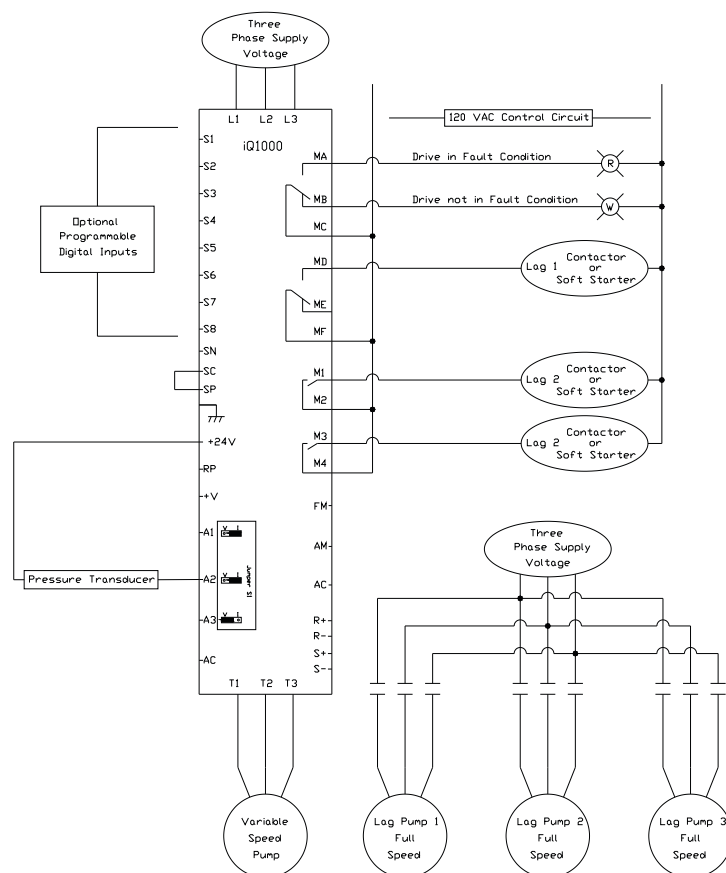 Three
Phase Supply
Voltage
L1 L2 L3
120 VAC Control Circuit
iQ1000
S1
S2
S3
S4
S5
S6
S7
S8
SN
SC
SP
+24V
RP
+V
A1
A2
A3
AC
Optional
Programmable
Digital Inputs
Pressure Transducer
V I
V I
V I
Jumper S1
MA
MB
MC
MD
ME
MF
M1
M2
M3
M4
FM
AM
AC
R+
R-
S+
S-
T1 T2 T3
Drive in Fault Condition
R
Drive not in Fault Condition
W
Lag 1 Contactor
or
Soft Starter
Lag 2 Contactor
or
Soft Starter
Lag 2 Contactor
or
Soft Starter
Three
Phase Supply
Voltage
Variable
Speed
Pump
Lag Pump 1
Full
Speed
Lag Pump 2
Full
Speed
Lag Pump 3
Full
Speed